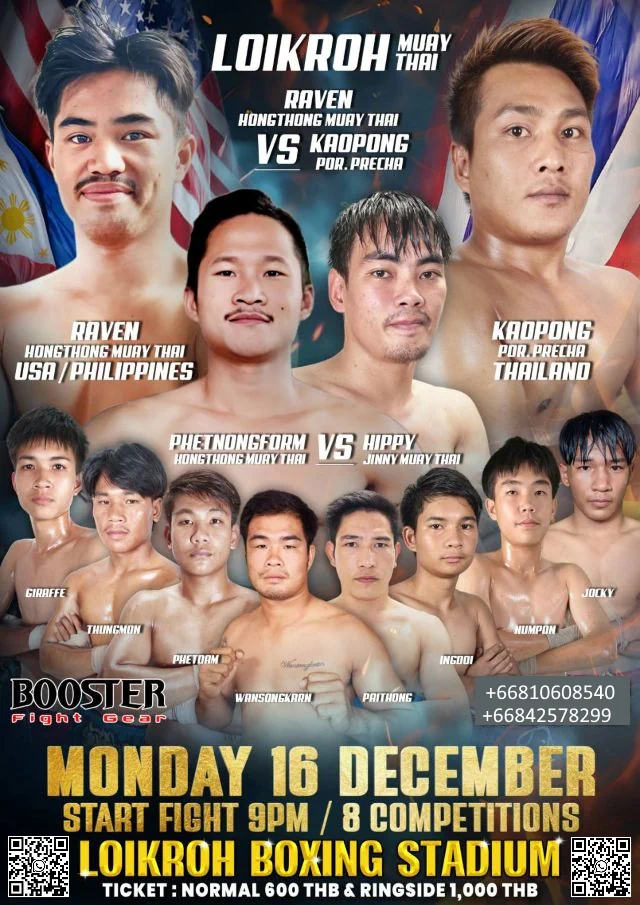 LOIKROH MUAY THAI
RAVEN
HONGTHONG MUAY THAI
VS KAOPONG
POR. PRECHA
RAVEN
HONGTHONG MUAY THAI
USA / PHILIPPINES
KAOPONG
POR. PRECHA
THAILAND
PHETNONGFORM VS HIPPY
HONGTHONG MUAY THAI JINNY MUAY THAI
GIRAFFE
JOCKY
THUNGMON
NUMPON
PHETDAM
INGDOI
WANSONGKARN
PAITHONG
BOOSTER
Fight Gear
+66810608540
+66842578299
MONDAY 16 DECEMBER
START FIGHT 9PM / 8 COMPETITIONS
LOIKROH BOXING STADIUM
TICKET : NORMAL 600 THB & RINGSIDE 1,000 THB